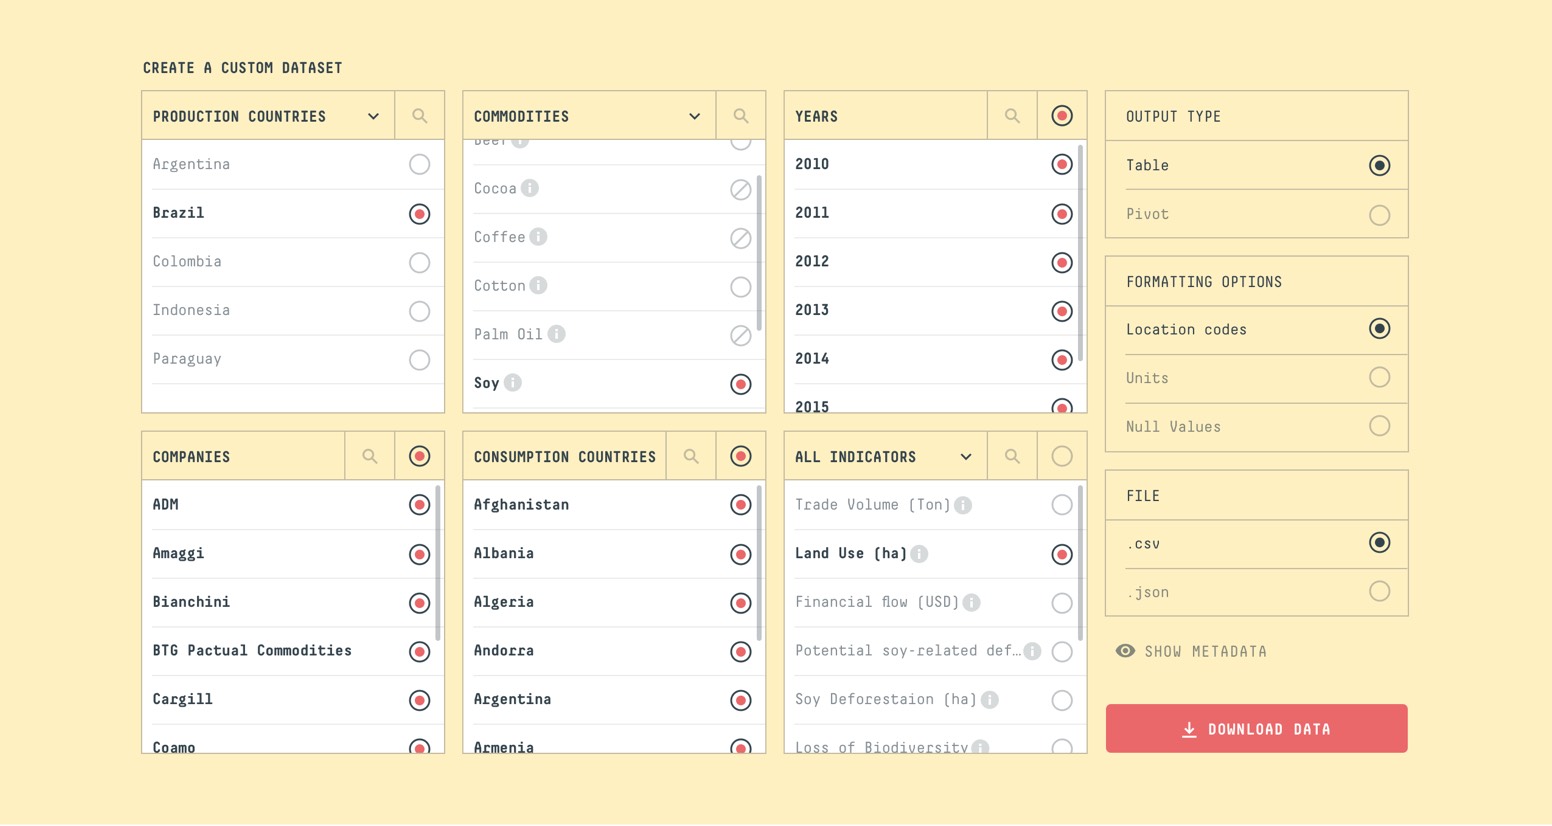 CREATE A CUSTOM DATASET
PRODUCTION COUNTRIES
Argentina
Brazil
Colombia
Indonesia
Paraguay
COMMODITIES
Beef
Cocoa
Coffee
Cotton
Palm Oil
Soy
YEARS
2010
2011
2012
2013
2014
2015
OUTPUT TYPE
Table
Pivot
FORMATTING OPTIONS
Location codes
Units
Null Values
COMPANIES
ADM
Amaggi
Bianchini
BTG Pactual Commodities
Cargill
Coamo
CONSUMPTION COUNTRIES
Afghanistan
Albania
Algeria
Andorra
Argentina
Armenia
ALL INDICATORS
Trade Volume (Ton)
Land Use (ha)
Financial flow (USD)
Potential soy-related def…
Soy Deforestaion (ha)
Loss of Biodiversity
FILE
.csv
.json
SHOW METADATA
DOWNLOAD DATA